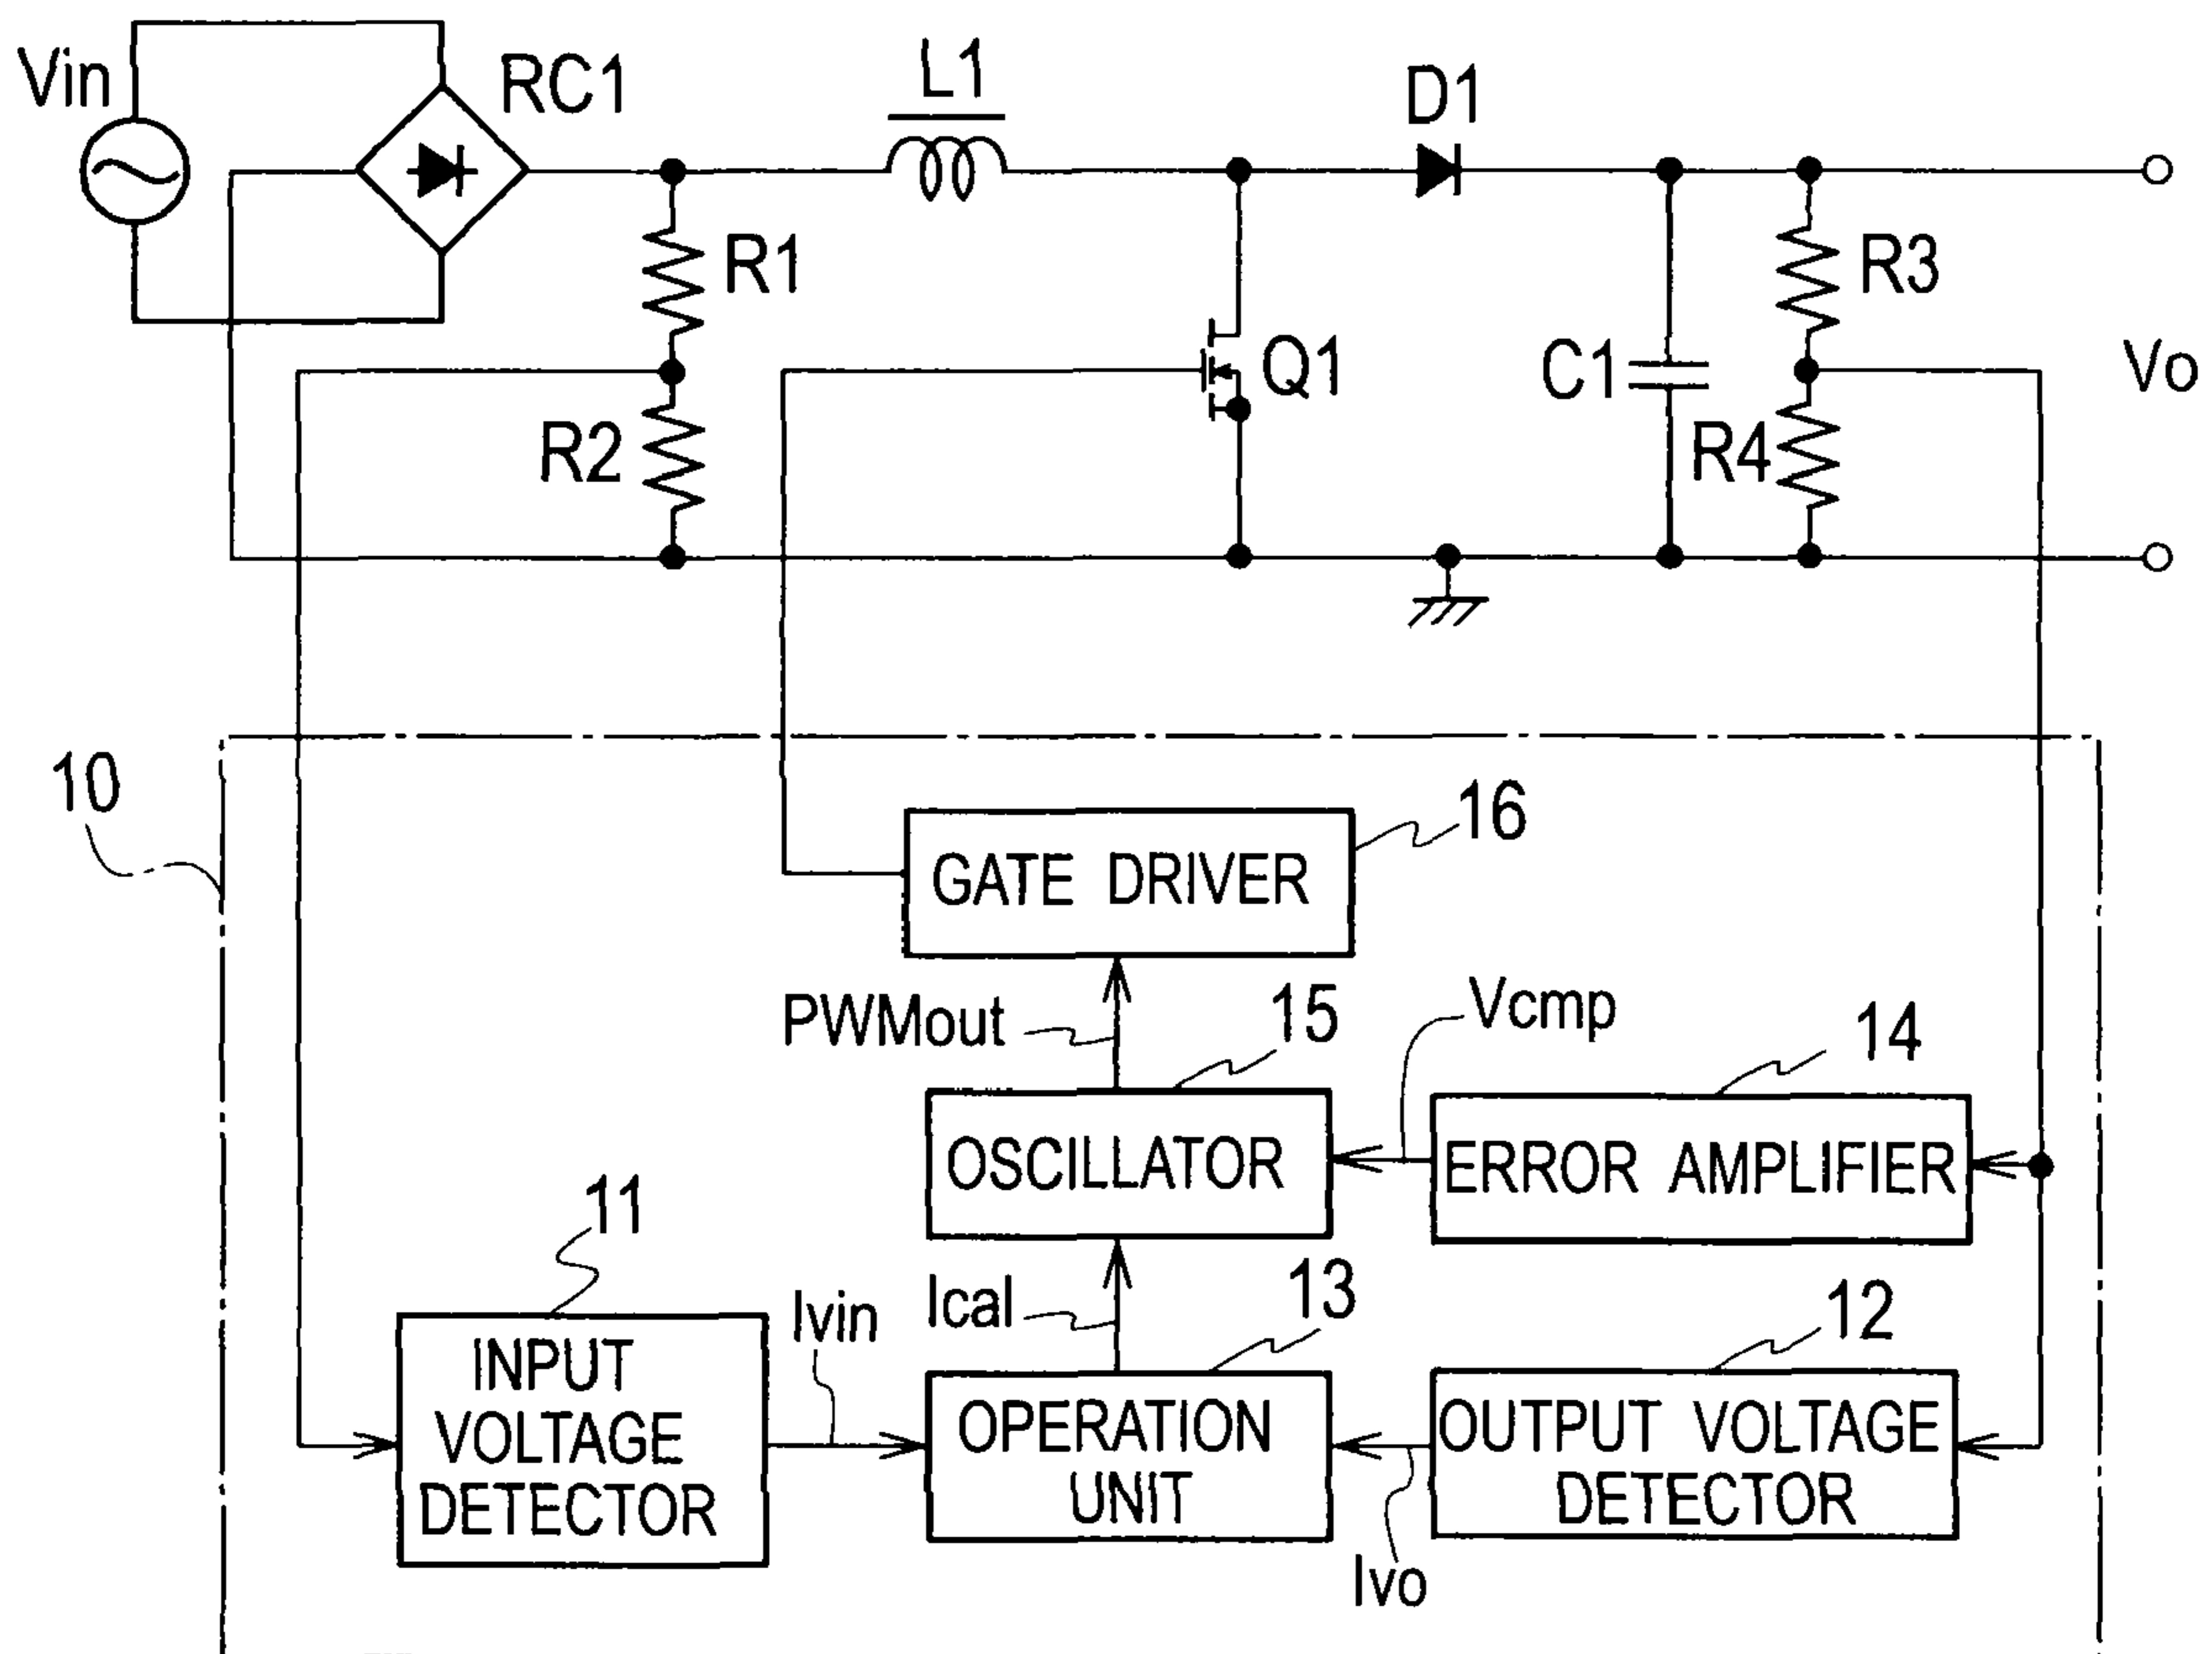 Vin
RC1
L1
D1
R1
R3
Q1
C1
Vo
R2
R4
10
16
GATE DRIVER
PWMout
15
Vcmp
14
OSCILLATOR
ERROR AMPLIFIER
11
Ivin
Ical
13
12
INPUT
VOLTAGE
DETECTOR
OPERATION
UNIT
OUTPUT VOLTAGE
DETECTOR
Ivo